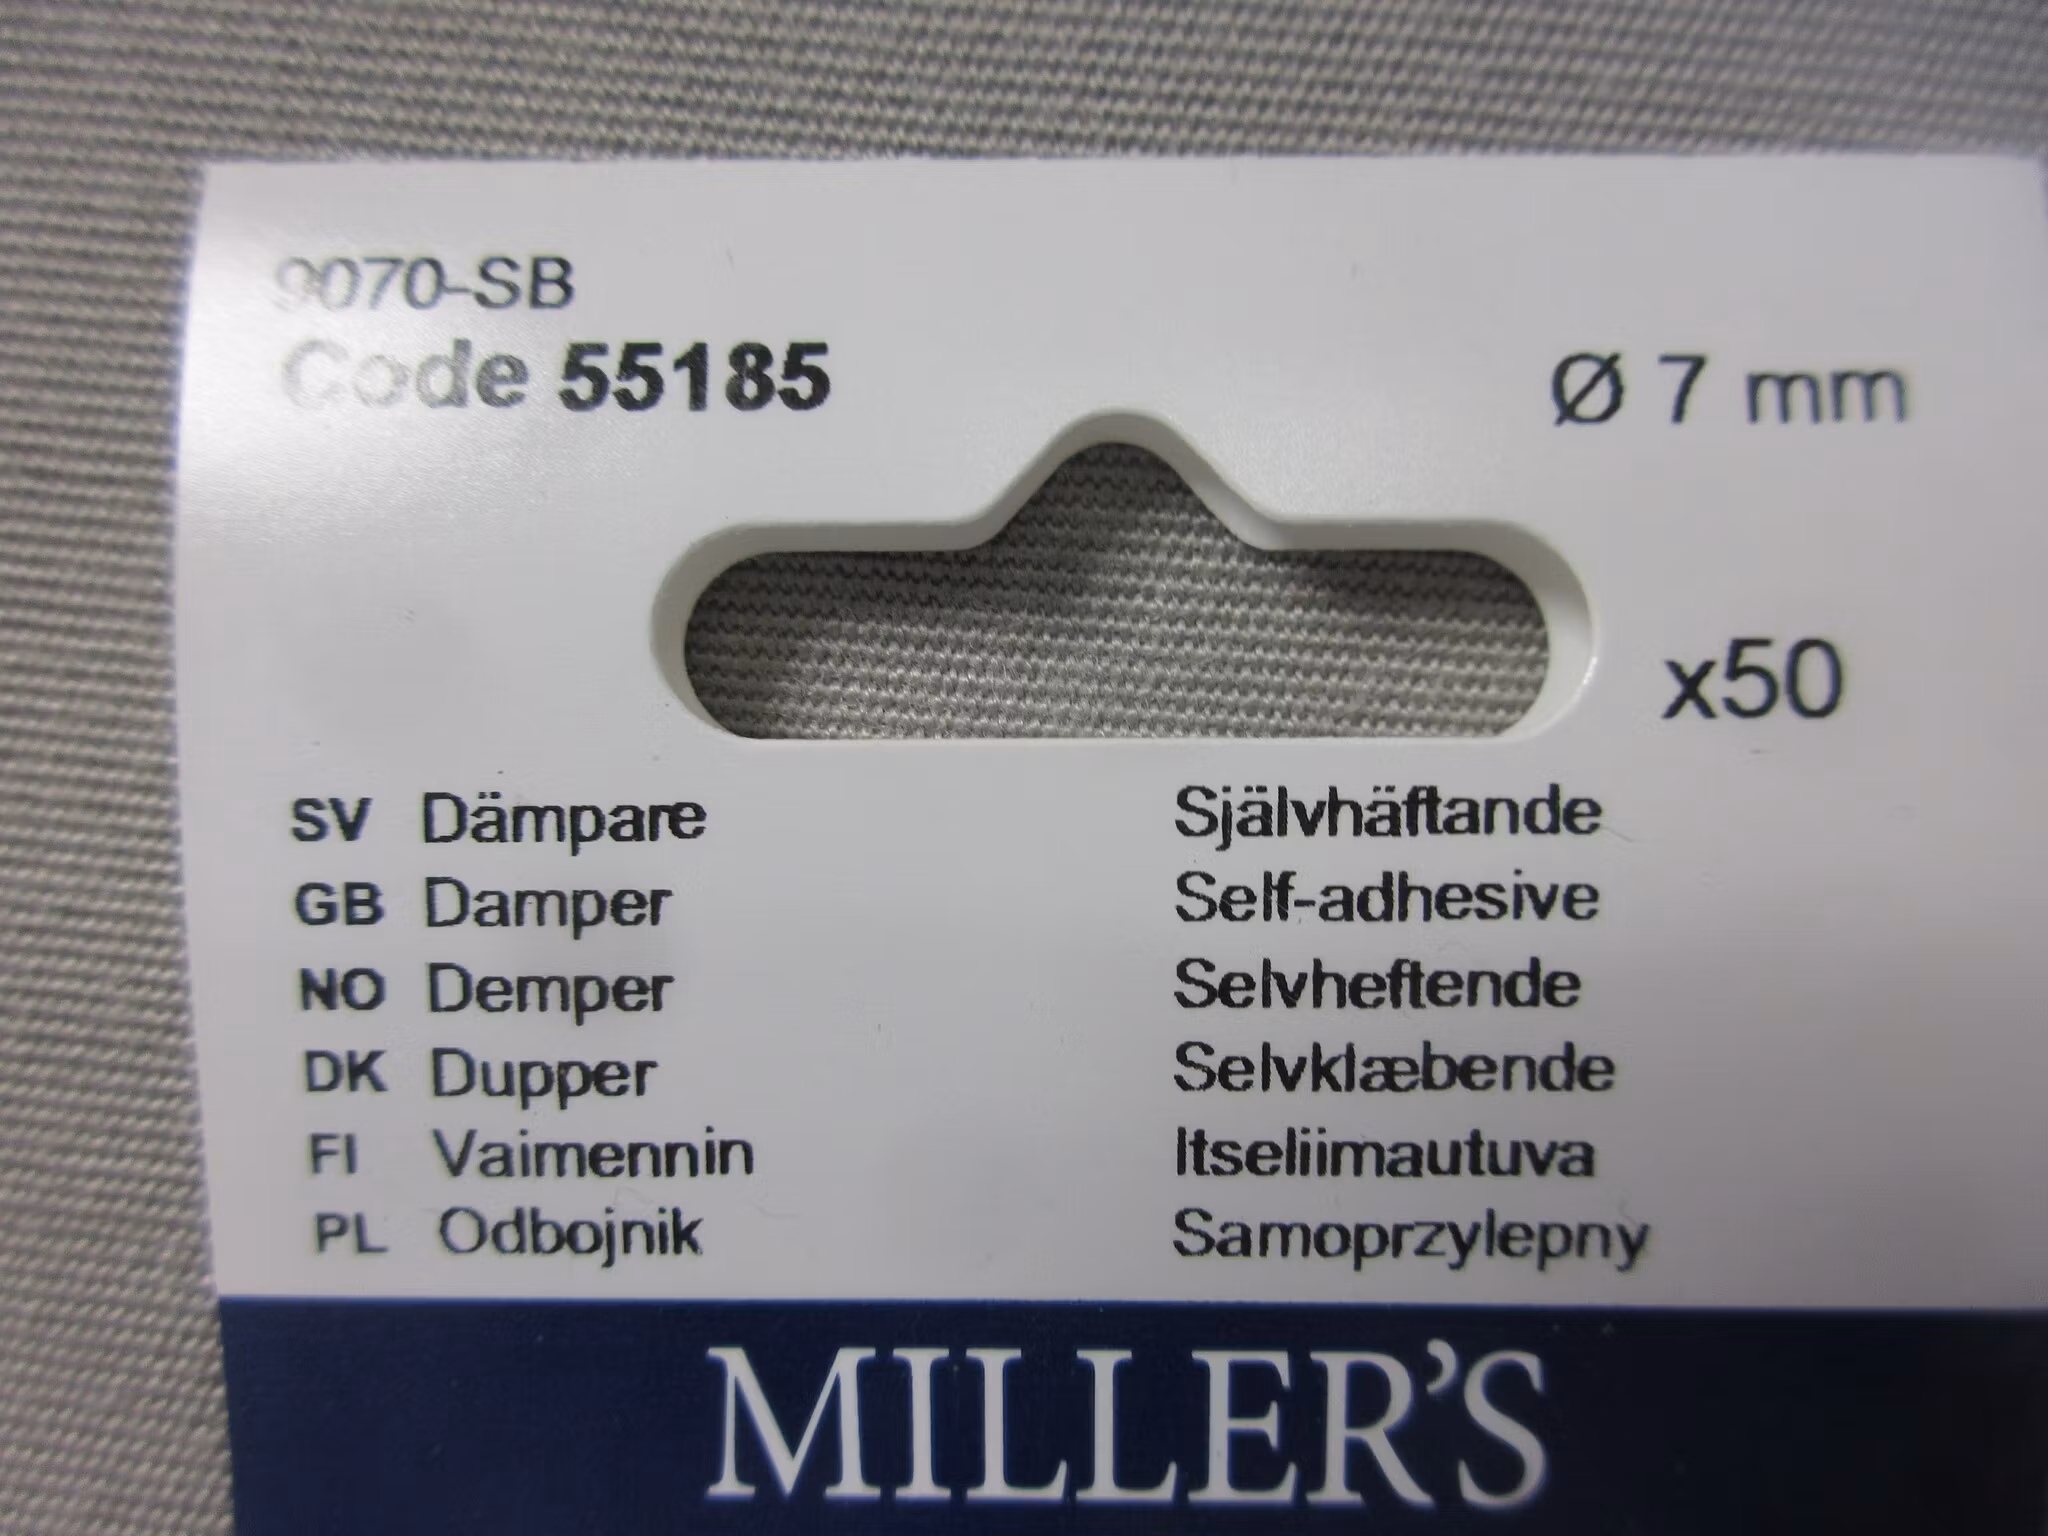 9070-SB
Code 55185
Ø 7 mm
x50
SV Dämpare Självhäftande
GB Damper Self-adhesive
NO Demper Selvheftende
DK Dupper Selvklæbende
FI Vaimennin Itseliimautuva
PL Odbojnik Samoprzylepny
MILLER'S